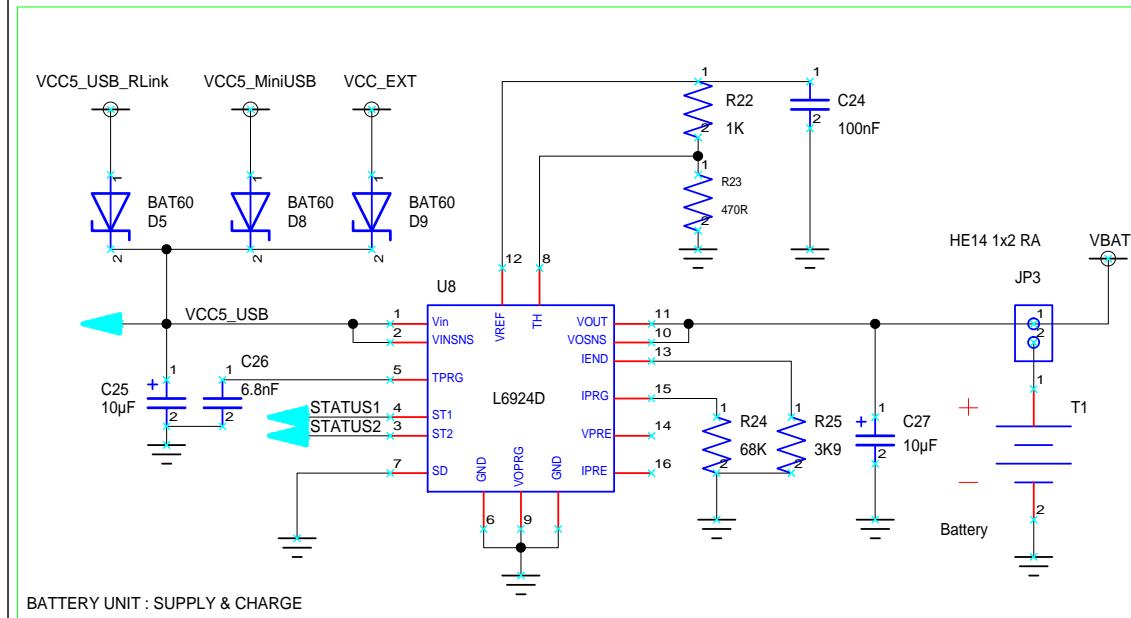 VCC5_USB_RLink VCC5_MiniUSB VCC_EXT
1 1
R22 C24
1K 100nF
2 2
1 1 1 1
R23
BAT60 BAT60 BAT60 470R
D5 D8 D9 2
2 2 2
HE14 1x2 RA VBAT
12 8
U8 JP3
VCC5_USB 1 Vin VREF TH VOUT 11 1
2 VINSNS VOSNS 10 2
IEND 13
C26
1 1 5 TPRG
C25 6.8nF
10µF IPRG 15 1 1 1 1
2 2 L6924D T1
STATUS1 4 ST1 R24 R25 C27
STATUS2 3 ST2 VPRE 14 68K 3K9 10µF
2 2 2
7 SD GND VOPRG GND IPRE 16
6 9 2
Battery
BATTERY UNIT : SUPPLY & CHARGE